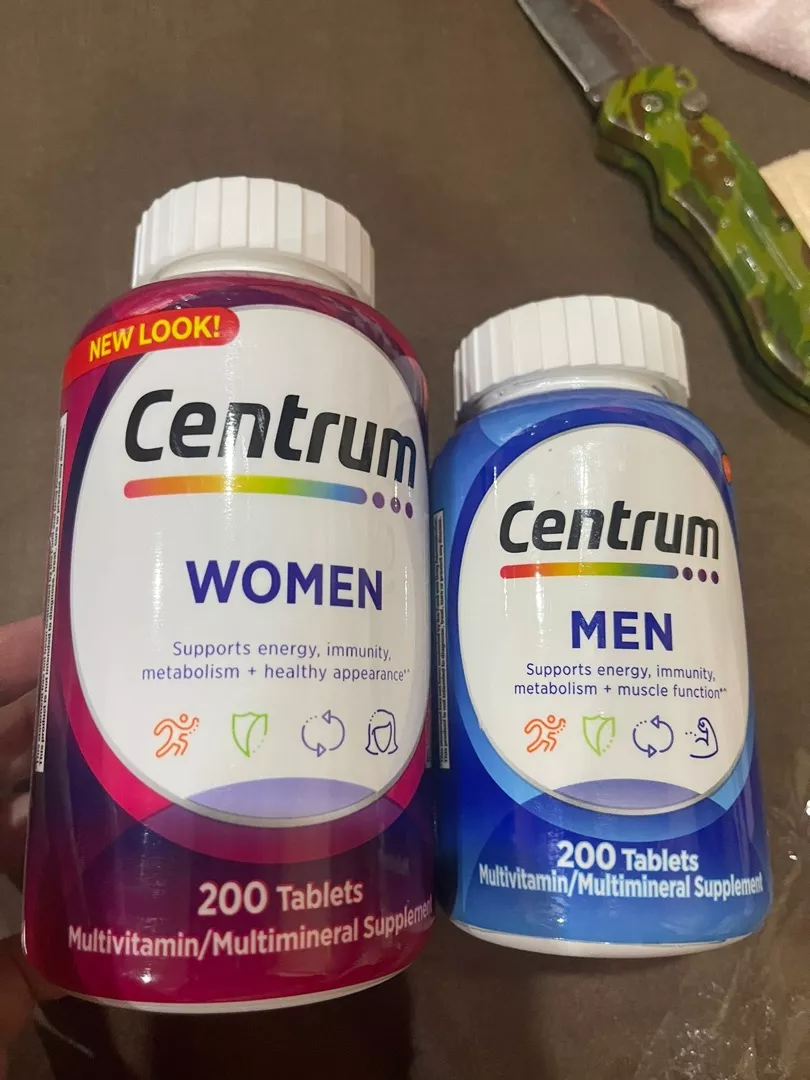 NEW LOOK!
Centrum
WOMEN
Supports energy, immunity,
metabolism + healthy appearance*^
200 Tablets
Multivitamin/Multimineral Supplement
Centrum
MEN
Supports energy, immunity,
metabolism + muscle function*^
200 Tablets
Multivitamin/Multimineral Supplement